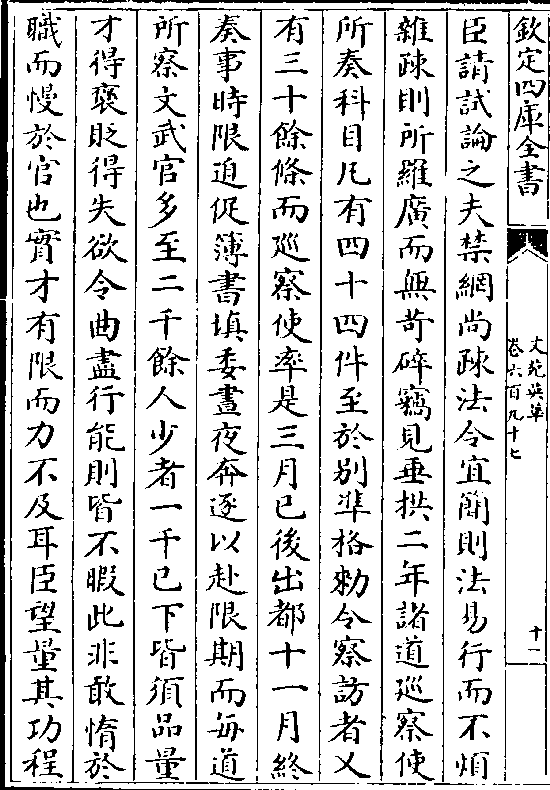 欽定四庫全書
文苑英華
卷六百九十七
十一
臣請試論之夫禁網尚疎法令宜簡則法易行而不煩
雜疎則所羅廣而無苛碎竊見垂拱二年諸道巡察使
所奏科目凡有四十四件至於别準格勅令察訪者又
有三十餘條而巡察使率是三月已後出都十一月終
奏事時限迫促簿書填委晝夜奔逐以赴限期而每道
所察文武官多至二千餘人少者一千已下皆須品量
才得褒貶得失欲令曲盡行能則皆不暇此非敢惰於
職而慢於官也實才有限而力不及耳臣望量其功程